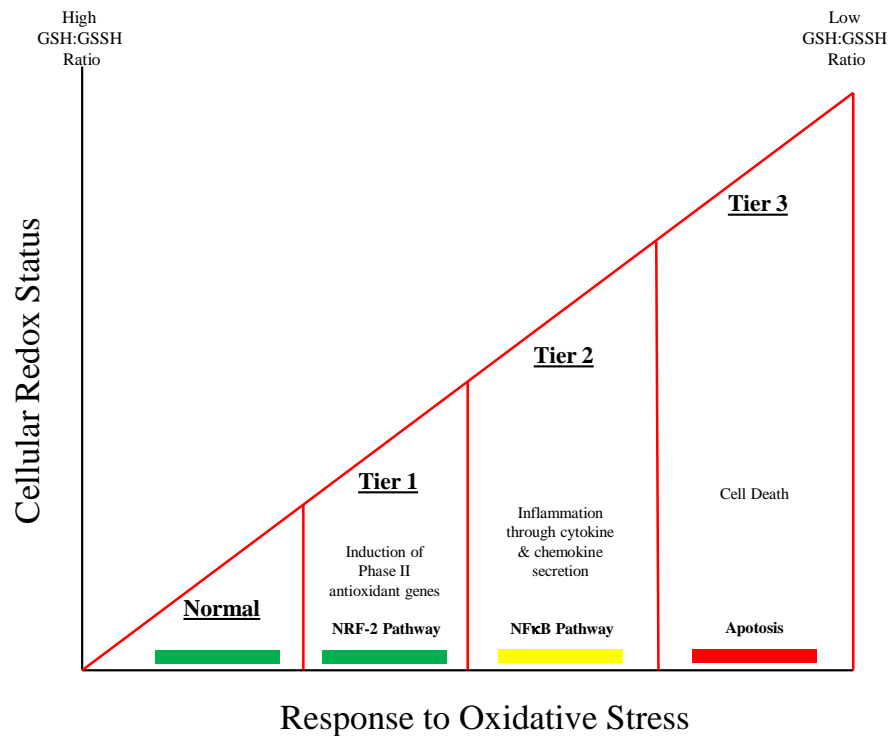 High
GSH:GSSH
Ratio
Low
GSH:GSSH
Ratio
Cellular Redox Status
Tier 3
Tier 2
Tier 1
Cell Death
Inflammation
through cytokine
& chemokine
secretion
Induction of
Phase II
antioxidant genes
Normal
NRF-2 Pathway
NFκB Pathway
Apotosis
Response to Oxidative Stress